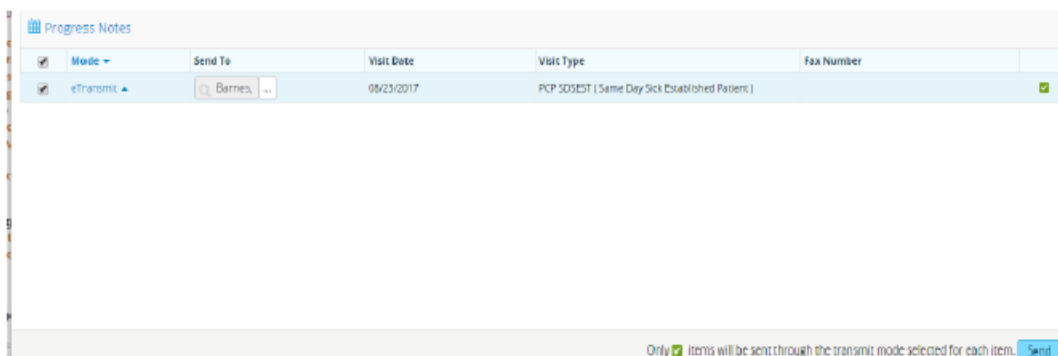 Progress Notes
Mode Send To Visit Date Visit Type Fax Number
eTransmit Barnes, ... 08/23/2017 PCP SDSEST ( Same Day Sick Established Patient )
Only items will be sent through the transmit mode selected for each item. Send